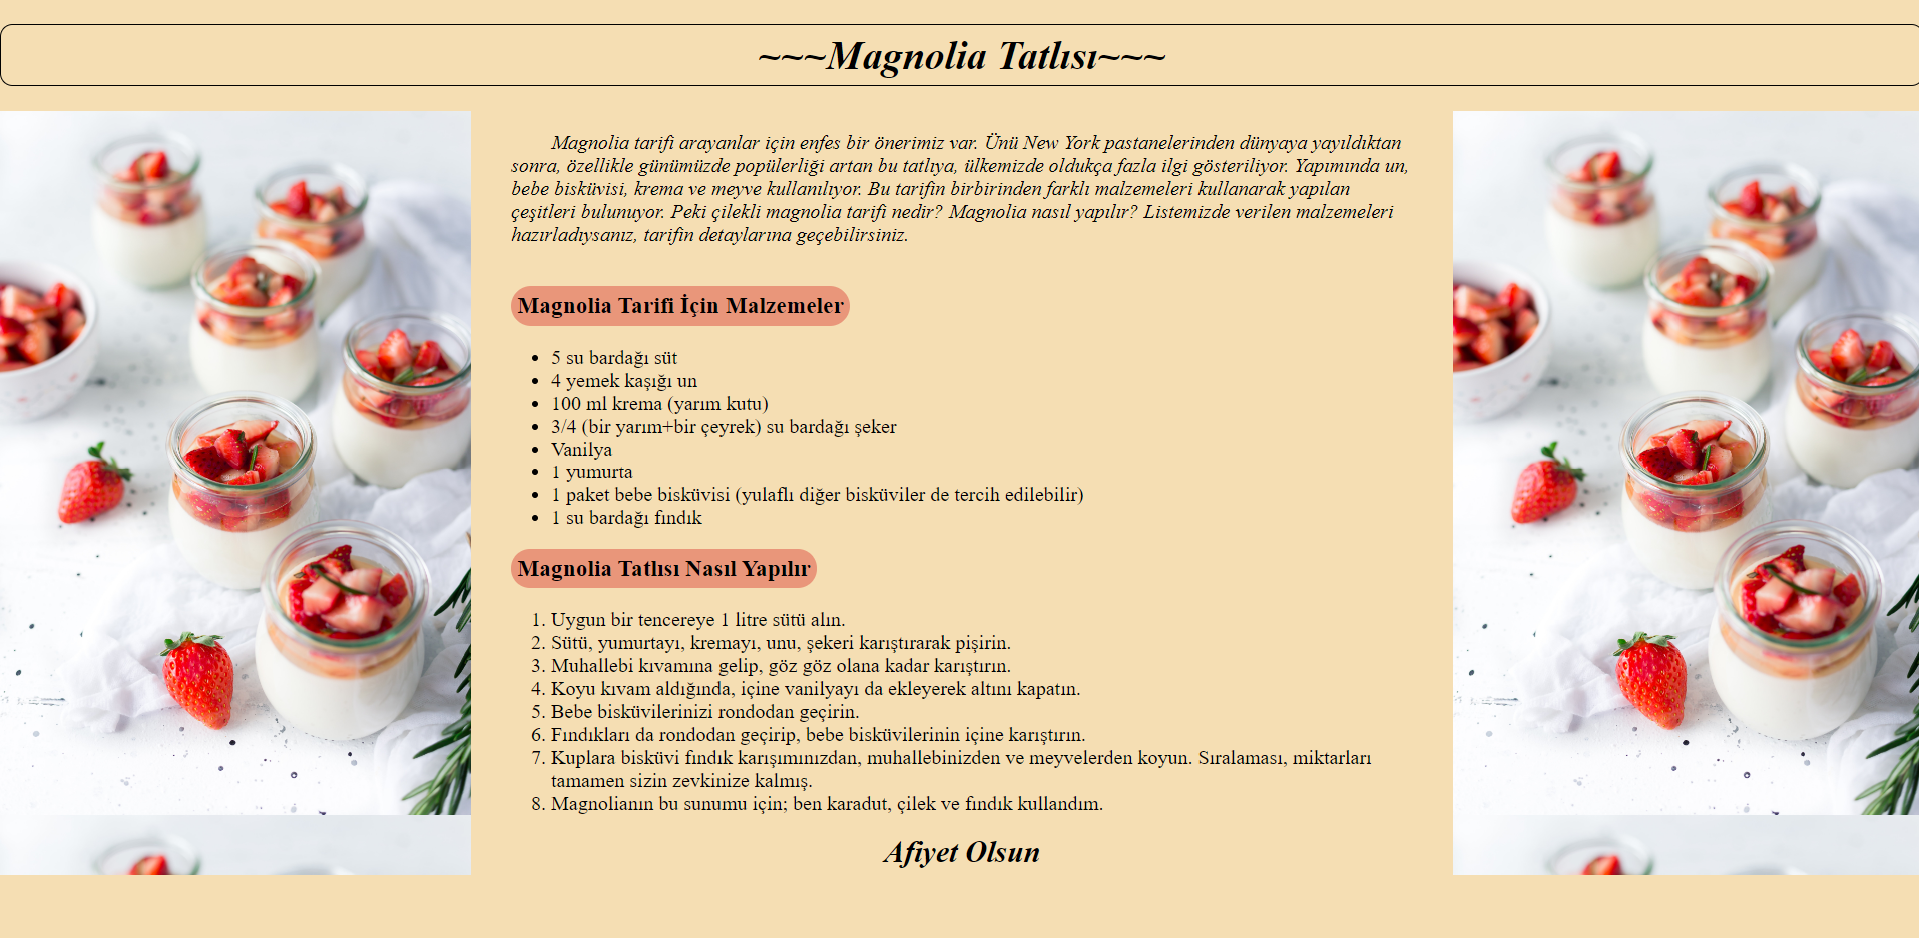 ~~~Magnolia Tatlısı~~~
Magnolia tarifi arayanlar için enfes bir önerimiz var. Ünü New York pastanelerinden dünyaya yayıldıktan
sonra, özellikle günümüzde popülerliği artan bu tatlıya, ülkemizde oldukça fazla ilgi gösteriliyor. Yapımında un,
bebe bisküvisi, krema ve meyve kullanılıyor. Bu tarifin birbirinden farklı malzemeleri kullanarak yapılan
çeşitleri bulunuyor. Peki çilekli magnolia tarifi nedir? Magnolia nasıl yapılır? Listemizde verilen malzemeleri
hazırladıysanız, tarifin detaylarına geçebilirsiniz.
Magnolia Tarifi İçin Malzemeler
• 5 su bardağı süt
• 4 yemek kaşığı un
• 100 ml krema (yarım kutu)
• 3/4 (bir yarım+bir çeyrek) su bardağı şeker
• Vanilya
• 1 yumurta
• 1 paket bebe bisküvisi (yulaflı diğer bisküviler de tercih edilebilir)
• 1 su bardağı fındık
Magnolia Tatlısı Nasıl Yapılır
1. Uygun bir tencereye 1 litre sütü alın.
2. Sütü, yumurtayı, kremayı, unu, şekeri karıştırarak pişirin.
3. Muhallebi kıvamına gelip, göz göz olana kadar karıştırın.
4. Koyu kıvam aldığında, içine vanilyayı da ekleyerek altını kapatın.
5. Bebe bisküvilerinizi rondodan geçirin.
6. Fındıkları da rondodan geçirip, bebe bisküvilerinin içine karıştırın.
7. Kuplara bisküvi fındık karışımınızdan, muhallebinizden ve meyvelerden koyun. Sıralaması, miktarları
tamamen sizin zevkinize kalmış.
8. Magnolianın bu sunumu için; ben karadut, çilek ve fındık kullandım.
Afiyet Olsun